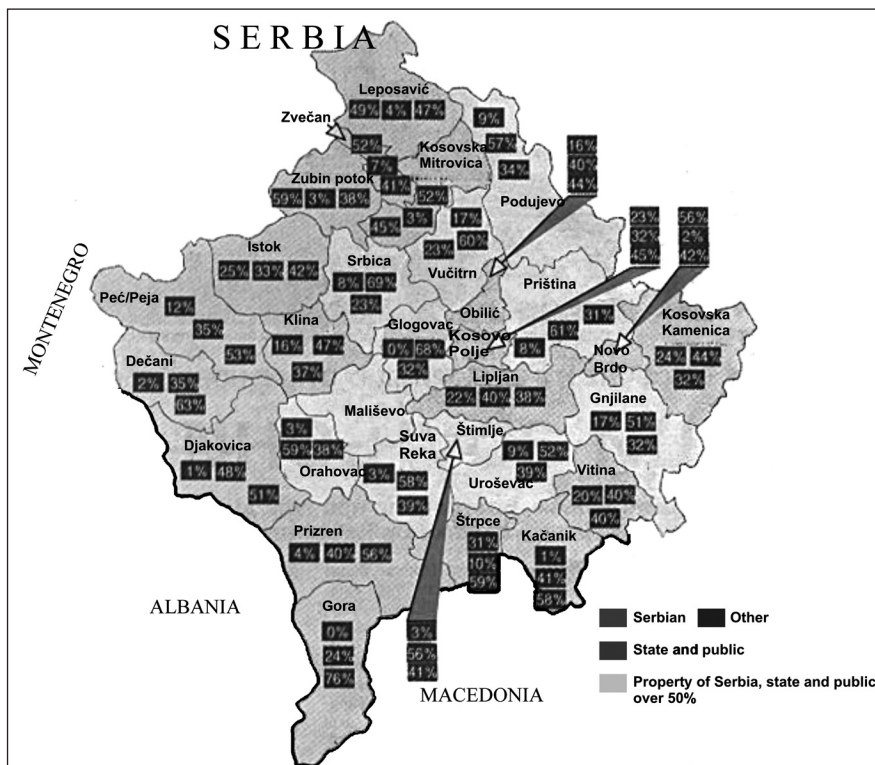 SERBIA
Leposavić
49% 4% 47%
Zvečan
52%
7%
41%
Kosovska
Mitrovica
52%
3%
45%
9%
57%
34%
Podujevo
16%
40%
44%
Zubin potok
59% 3% 38%
23%
32%
45%
56%
2%
42%
17%
23% 60%
Vučitrn
Istok
25% 33% 42%
Srbica
8% 69%
23%
MONTENEGRO
Peć/Peja
12%
35%
53%
Priština
31%
61%
8%
Obilić
Kosovska
Kamenica
24% 44%
32%
Klina
16% 47%
37%
Glogovac
0% 68%
32%
Kosovo
Polje
Novo
Brdo
Dečani
2% 35%
63%
Lipljan
22% 40% 38%
Gnjilane
17% 51%
32%
Mališevo
3%
59% 38%
Orahovac
Suva
Reka
3% 58%
39%
Štimlje
9% 52%
39%
Uroševac
Djakovica
1% 48%
51%
Vitina
20% 40%
40%
Prizren
4% 40% 56%
Štrpce
31%
10%
59%
Kačanik
1%
41%
58%
ALBANIA
Gora
0%
24%
76%
3%
56%
41%
MACEDONIA
Serbian Other
State and public
Property of Serbia, state and public
over 50%